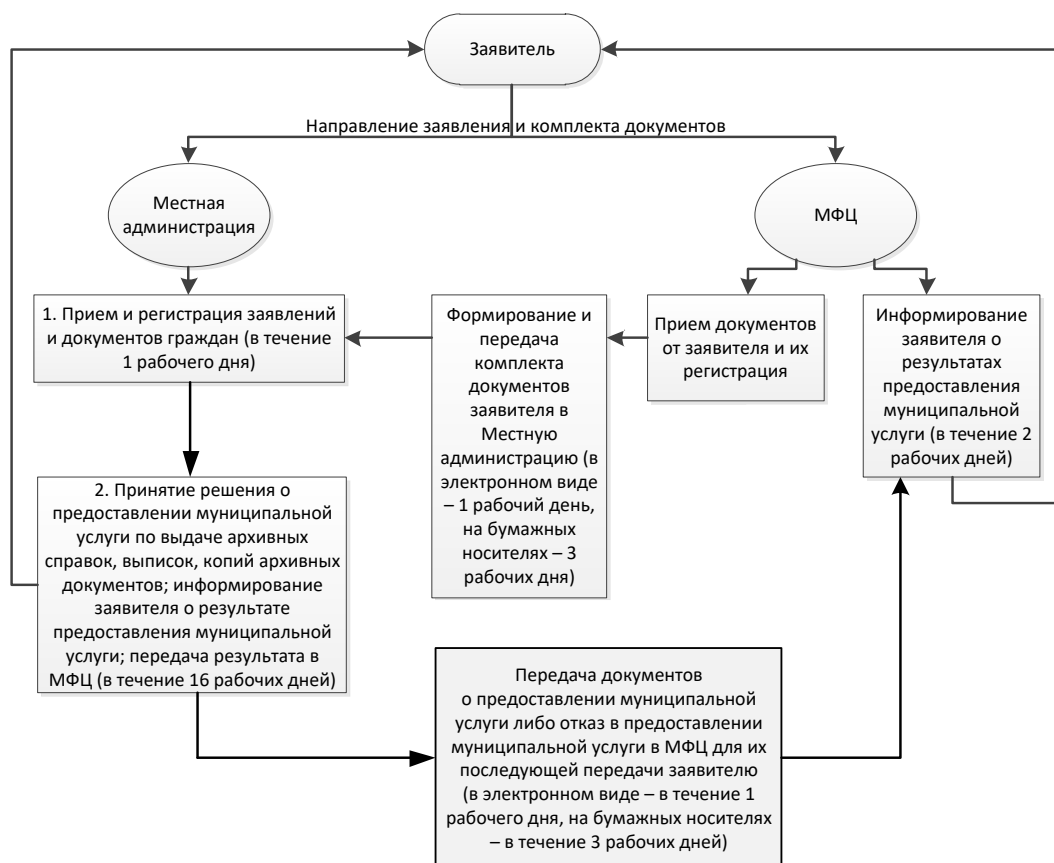 Заявитель
Направление заявления и комплекта документов
Местная
администрация
МФЦ
1. Прием и регистрация заявлений
и документов граждан (в течение
1 рабочего дня)
Формирование и
передача
комплекта
документов
заявителя в
Местную
администрацию (в
электронном виде
– 1 рабочий день,
на бумажных
носителях – 3
рабочих дня)
Прием документов
от заявителя и их
регистрация
Информирование
заявителя о
результатах
предоставления
муниципальной
услуги (в течение 2
рабочих дней)
2. Принятие решения о
предоставлении муниципальной
услуги по выдаче архивных
справок, выписок, копий архивных
документов; информирование
заявителя о результате
предоставления муниципальной
услуги; передача результата в
МФЦ (в течение 16 рабочих дней)
Передача документов
о предоставлении муниципальной
услуги либо отказ в предоставлении
муниципальной услуги в МФЦ для их
последующей передачи заявителю
(в электронном виде – в течение 1
рабочего дня, на бумажных носителях
– в течение 3 рабочих дней)